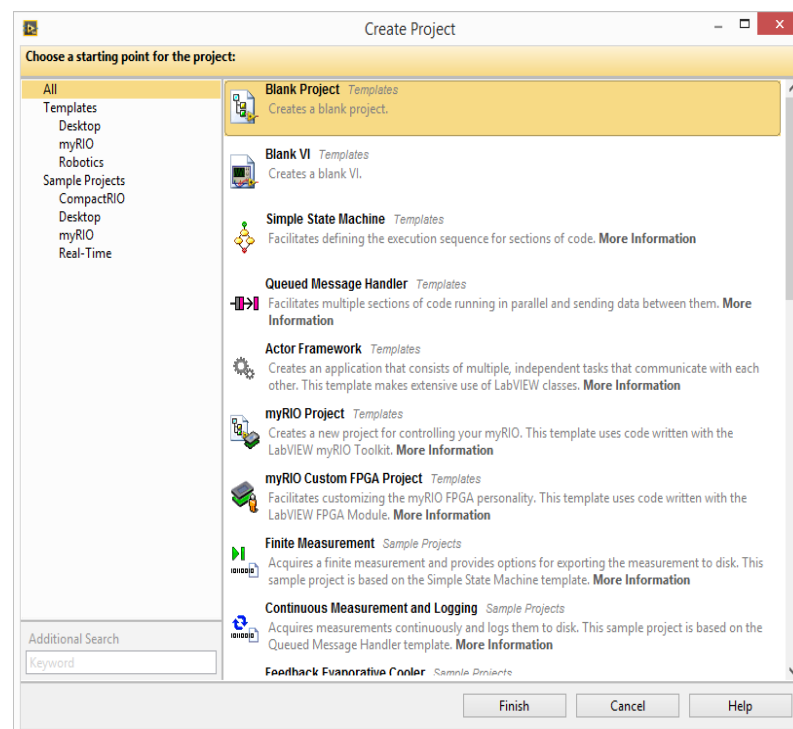 Create Project
Choose a starting point for the project:
All
Templates
Desktop
myRIO
Robotics
Sample Projects
CompactRIO
Desktop
myRIO
Real-Time
Additional Search
Keyword
Blank Project Templates
Creates a blank project.
Blank VI Templates
Creates a blank VI.
Simple State Machine Templates
Facilitates defining the execution sequence for sections of code. More Information
Queued Message Handler Templates
Facilitates multiple sections of code running in parallel and sending data between them. More
Information
Actor Framework Templates
Creates an application that consists of multiple, independent tasks that communicate with each
other. This template makes extensive use of LabVIEW classes. More Information
myRIO Project Templates
Creates a new project for controlling your myRIO. This template uses code written with the
LabVIEW myRIO Toolkit. More Information
myRIO Custom FPGA Project Templates
Facilitates customizing the myRIO FPGA personality. This template uses code written with the
LabVIEW FPGA Module. More Information
Finite Measurement Sample Projects
Acquires a finite measurement and provides options for exporting the measurement to disk. This
sample project is based on the Simple State Machine template. More Information
Continuous Measurement and Logging Sample Projects
Acquires measurements continuously and logs them to disk. This sample project is based on the
Queued Message Handler template. More Information
Feedback Evaporative Cooler Sample Projects
Finish
Cancel
Help